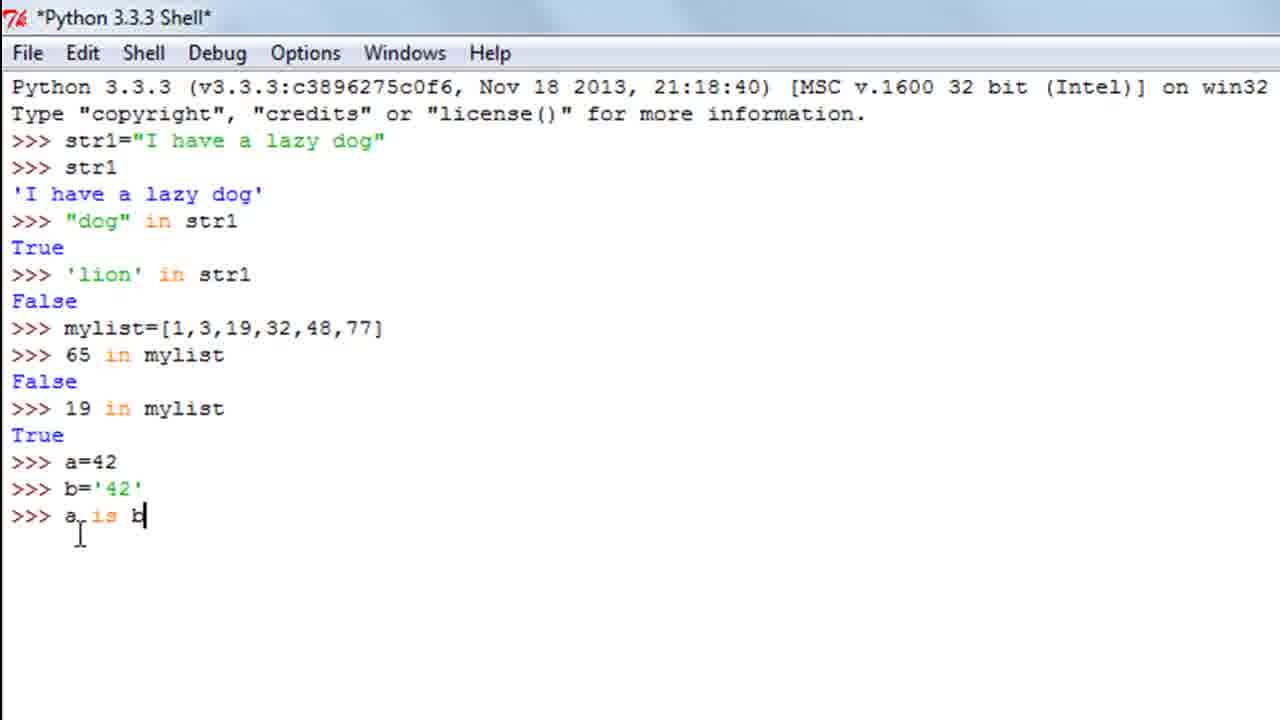 *Python 3.3.3 Shell*
File Edit Shell Debug Options Windows Help
Python 3.3.3 (v3.3.3:c3896275c0f6, Nov 18 2013, 21:18:40) [MSC v.1600 32 bit (Intel)] on win32
Type "copyright", "credits" or "license()" for more information.
>>> str1="I have a lazy dog"
>>> str1
'I have a lazy dog'
>>> "dog" in str1
True
>>> 'lion' in str1
False
>>> mylist=[1,3,19,32,48,77]
>>> 65 in mylist
False
>>> 19 in mylist
True
>>> a=42
>>> b='42'
>>> a is b